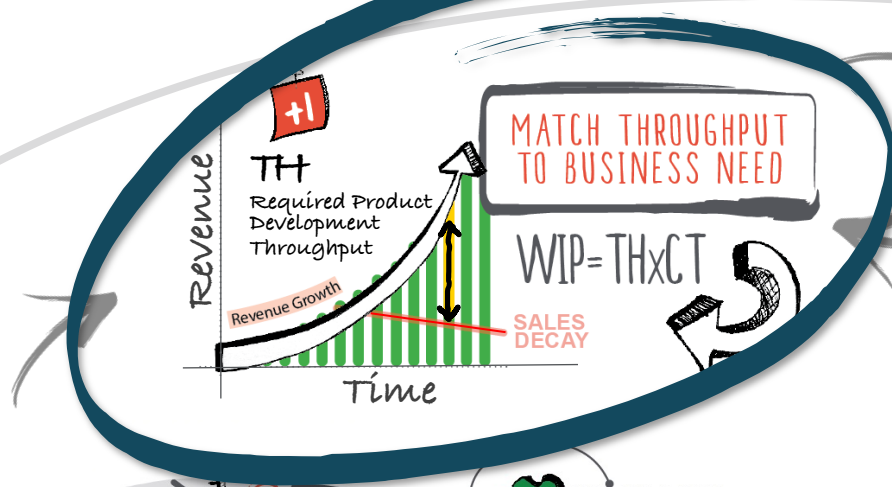 +1
MATCH THROUGHPUT
TO BUSINESS NEED
TH
Required Product
Development
Throughput
Revenue
WIP=THxCT
Revenue Growth
SALES
DECAY
Time